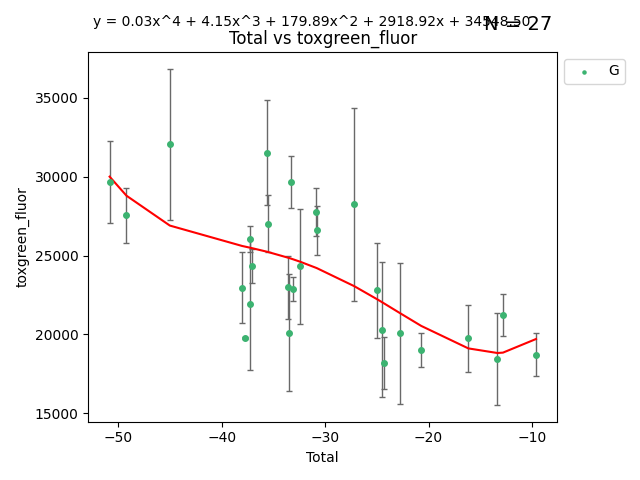 y = 0.03x^4 + 4.15x^3 + 179.89x^2 + 2918.92x + 34548.50
N = 27
Total vs toxgreen_fluor
G
toxgreen_fluor
35000
30000
25000
20000
15000
−50
−40
−30
−20
−10
Total